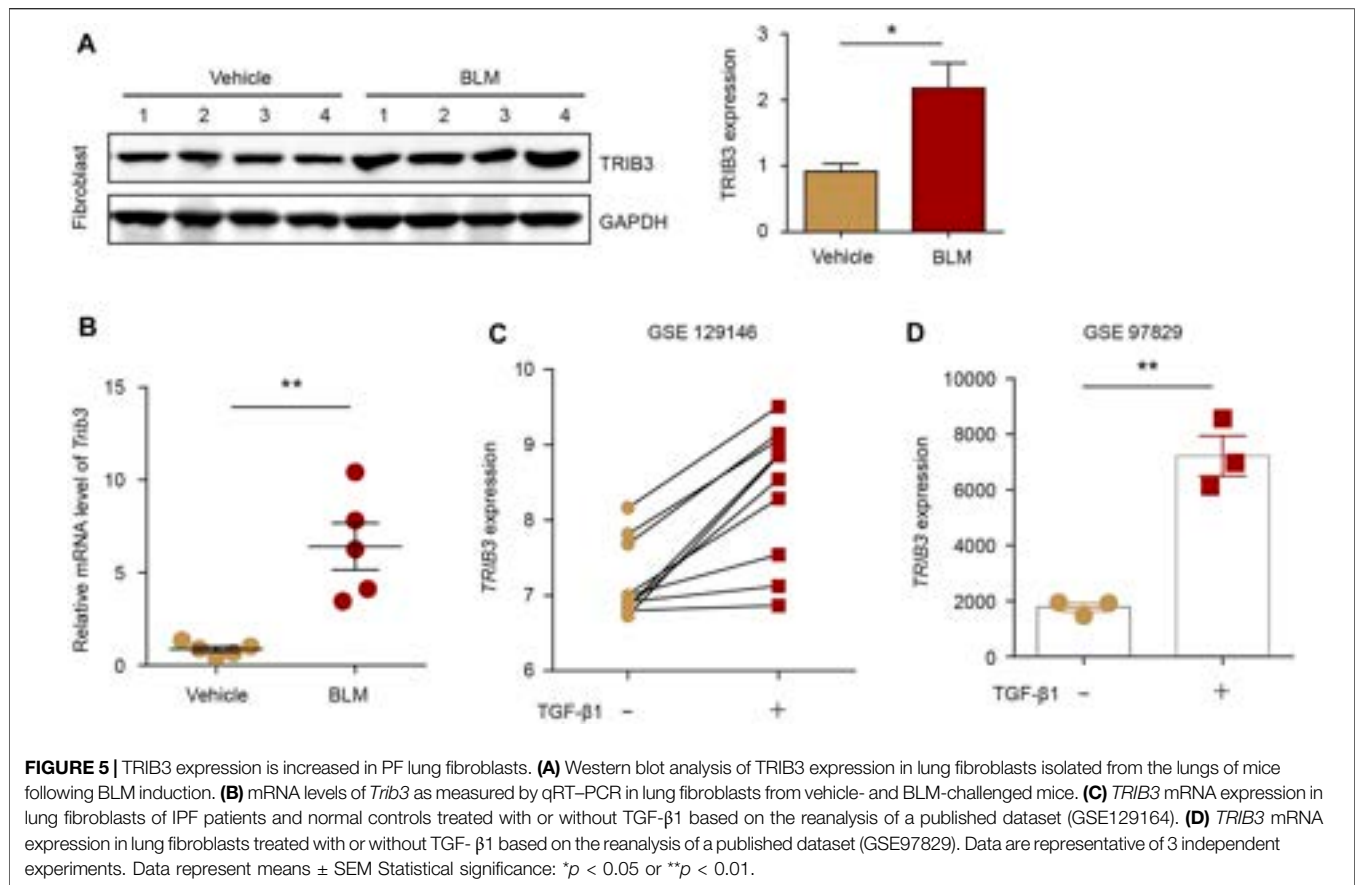 A
Vehicle BLM
1 2 3 4 1 2 3 4
Fibroblast
TRIB3
GAPDH
TRIB3 expression
3
2
1
0
*
Vehicle BLM
B
Relative mRNA level of Trib3
15
10
5
0
**
Vehicle BLM
C
GSE 129146
TRIB3 expression
10
9
8
7
6
TGF-β1 – +
D
GSE 97829
TRIB3 expression
10000
8000
6000
4000
2000
0
**
TGF-β1 – +
FIGURE 5 | TRIB3 expression is increased in PF lung fibroblasts. (A) Western blot analysis of TRIB3 expression in lung fibroblasts isolated from the lungs of mice
following BLM induction. (B) mRNA levels of Trib3 as measured by qRT–PCR in lung fibroblasts from vehicle- and BLM-challenged mice. (C) TRIB3 mRNA expression in
lung fibroblasts of IPF patients and normal controls treated with or without TGF-β1 based on the reanalysis of a published dataset (GSE129164). (D) TRIB3 mRNA
expression in lung fibroblasts treated with or without TGF- β1 based on the reanalysis of a published dataset (GSE97829). Data are representative of 3 independent
experiments. Data represent means ± SEM Statistical significance: *p < 0.05 or **p < 0.01.